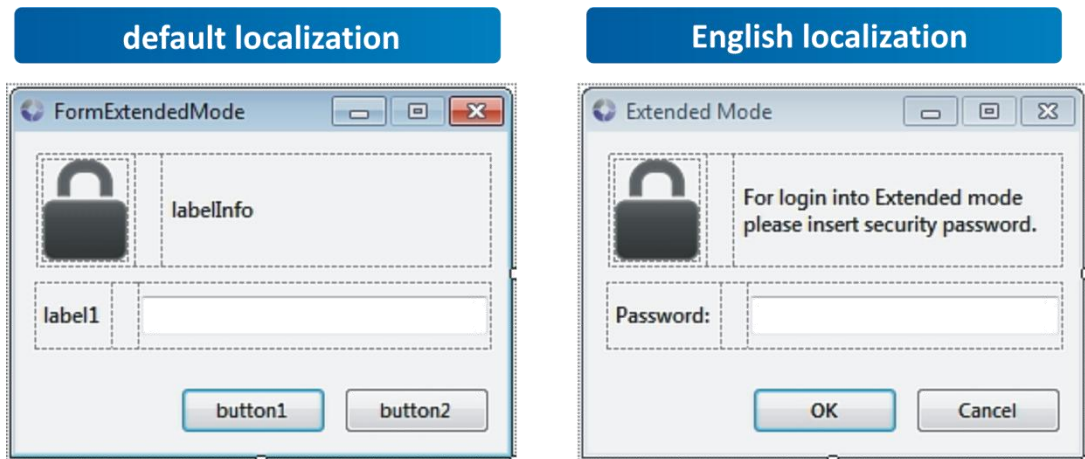 default localization
English localization
FormExtendedMode
labelInfo
label1
button1
button2
Extended Mode
For login into Extended mode
please insert security password.
Password:
OK
Cancel